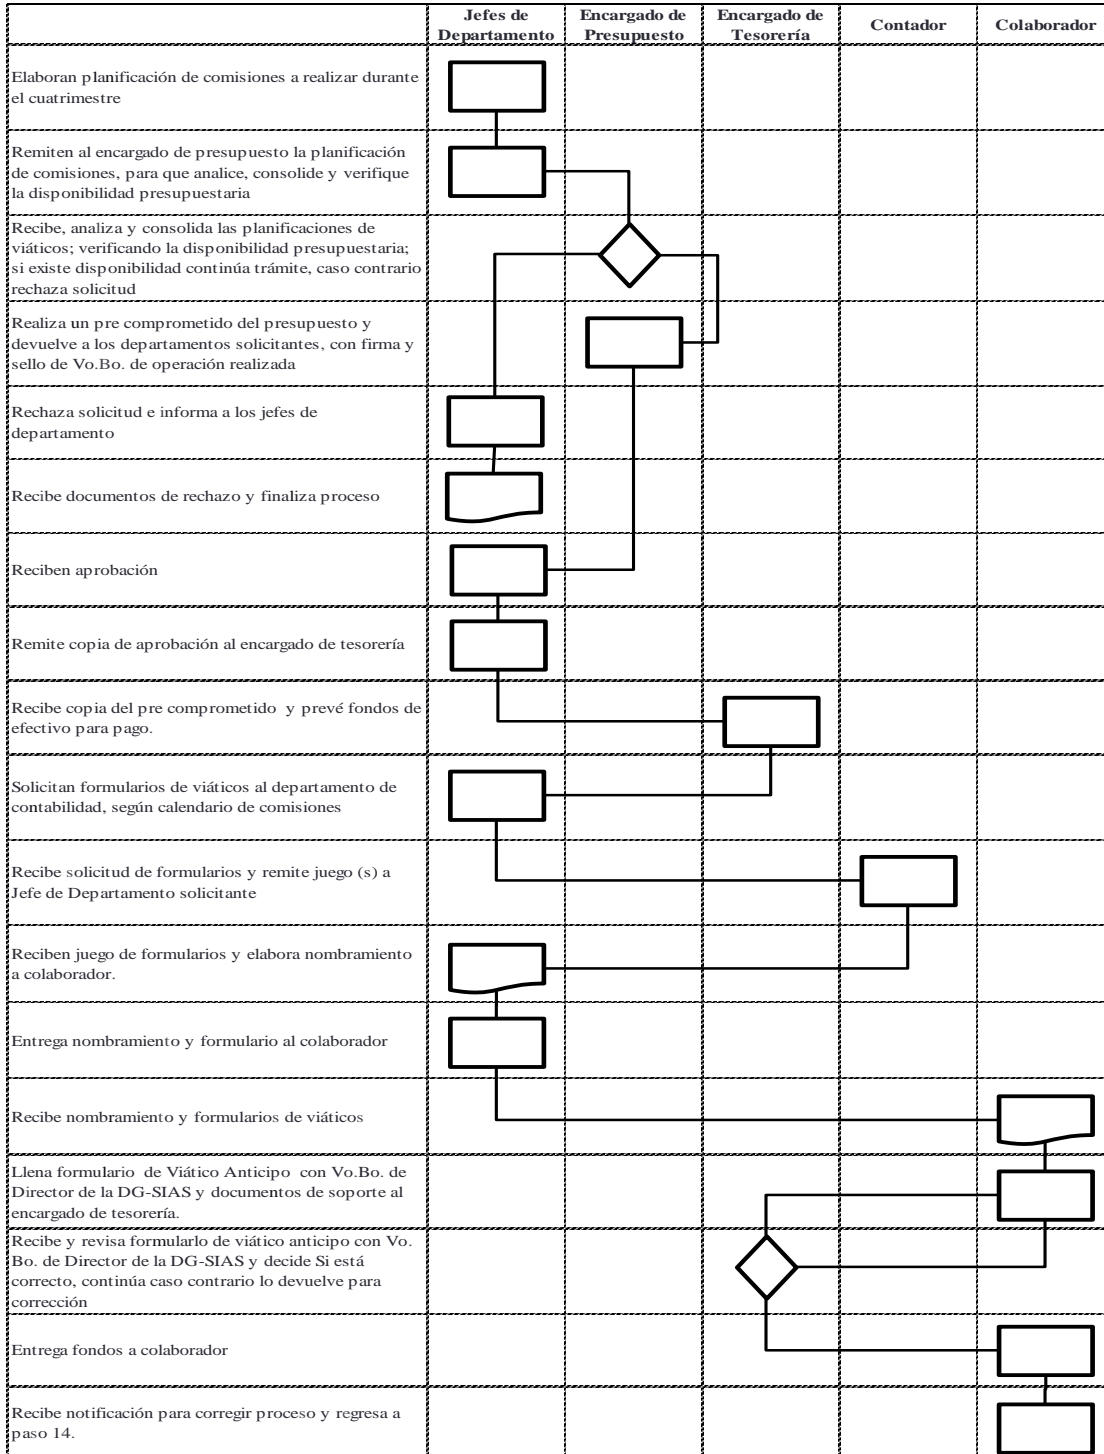 Jefes de
Departamento
Encargado de
Presupuesto
Encargado de
Tesorería
Contador
Colaborador
Elaboran planificación de comisiones a realizar durante
el cuatrimestre
Remiten al encargado de presupuesto la planificación
de comisiones, para que analice, consolide y verifique
la disponibilidad presupuestaria
Recibe, analiza y consolida las planificaciones de
viáticos; verificando la disponibilidad presupuestaria;
si existe disponibilidad continúa trámite, caso contrario
rechaza solicitud
Realiza un pre comprometido del presupuesto y
devuelve a los departamentos solicitantes, con firma y
sello de Vo.Bo. de operación realizada
Rechaza solicitud e informa a los jefes de
departamento
Recibe documentos de rechazo y finaliza proceso
Reciben aprobación
Remite copia de aprobación al encargado de tesorería
Recibe copia del pre comprometido y prevé fondos de
efectivo para pago.
Solicitan formularios de viáticos al departamento de
contabilidad, según calendario de comisiones
Recibe solicitud de formularios y remite juego (s) a
Jefe de Departamento solicitante
Reciben juego de formularios y elabora nombramiento
a colaborador.
Entrega nombramiento y formulario al colaborador
Recibe nombramiento y formularios de viáticos
Llena formulario de Viático Anticipo con Vo.Bo. de
Director de la DG-SIAS y documentos de soporte al
encargado de tesorería.
Recibe y revisa formularlo de viático anticipo con Vo.
Bo. de Director de la DG-SIAS y decide Si está
correcto, continúa caso contrario lo devuelve para
corrección
Entrega fondos a colaborador
Recibe notificación para corregir proceso y regresa a
paso 14.